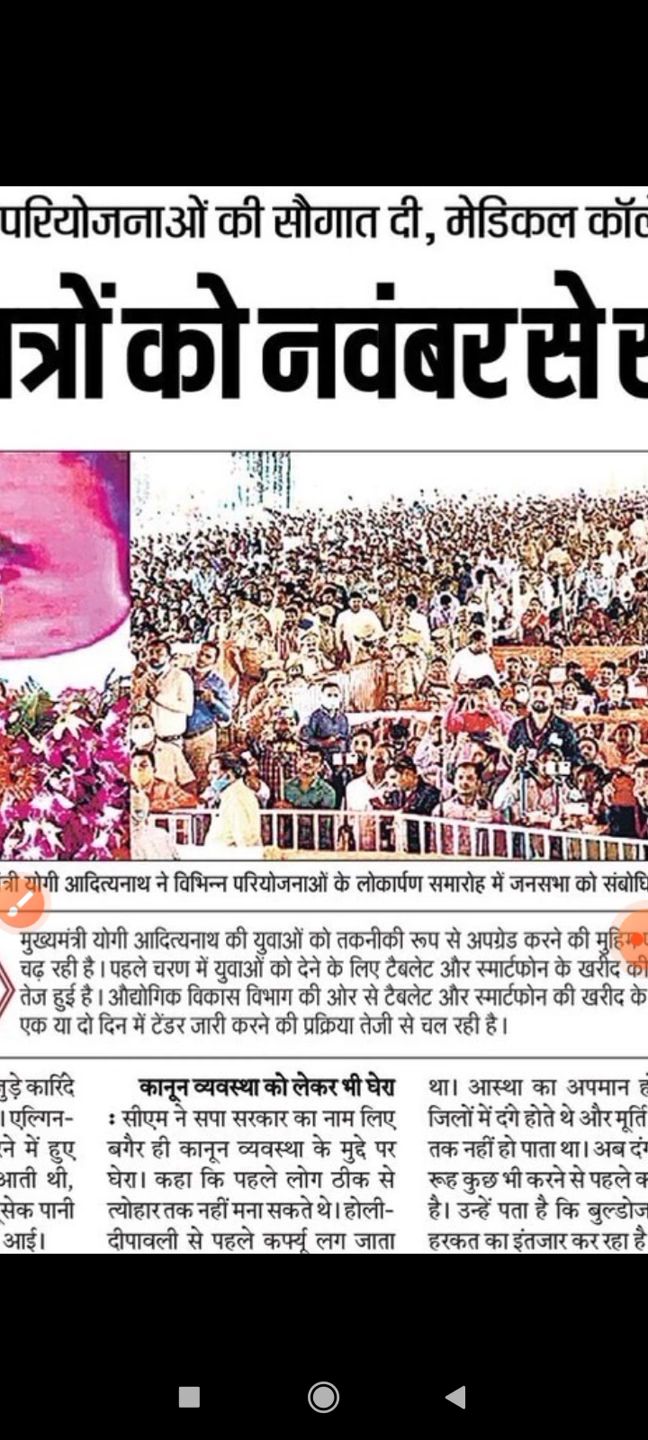 परियोजनाओं की सौगात दी, मेडिकल
को नवंबर से
योगी आदित्यनाथ ने विभिन्न परियोजनाओं के लोकार्पण समारोह में जनसभा को
मुख्यमंत्री योगी आदित्यनाथ की युवाओं को तकनीकी रूप से अपग्रेड करने की मुहिम
चढ़ रही है। पहले चरण में युवाओं को देने के लिए टैबलेट और स्मार्टफोन के खरीद की
तेज हुई है। औद्योगिक विकास विभाग की ओर से टैबलेट और स्मार्टफोन की खरीद के
एक या दो दिन में टेंडर जारी करने की प्रक्रिया तेजी से चल रही है।
कारिंदे
। एल्गिन-
ने में हुए
आती थी,
पानी
आई।
कानून व्यवस्था को लेकर भी घेरा
: सीएम ने सपा सरकार का नाम लिए
बगैर ही कानून व्यवस्था के मुद्दे पर
घेरा। कहा कि पहले लोग ठीक से
त्योहार तक नहीं मना सकते थे। होली-
दीपावली से पहले कर्फ्यू लग जाता
था। आस्था का अपमान
जिलों में दंगे होते थे और मूर्ति
तक नहीं हो पाता था। अब
रूह कुछ भी करने से पहले
है। उन्हें पता है कि
हरकत का इंतजार कर रहा है